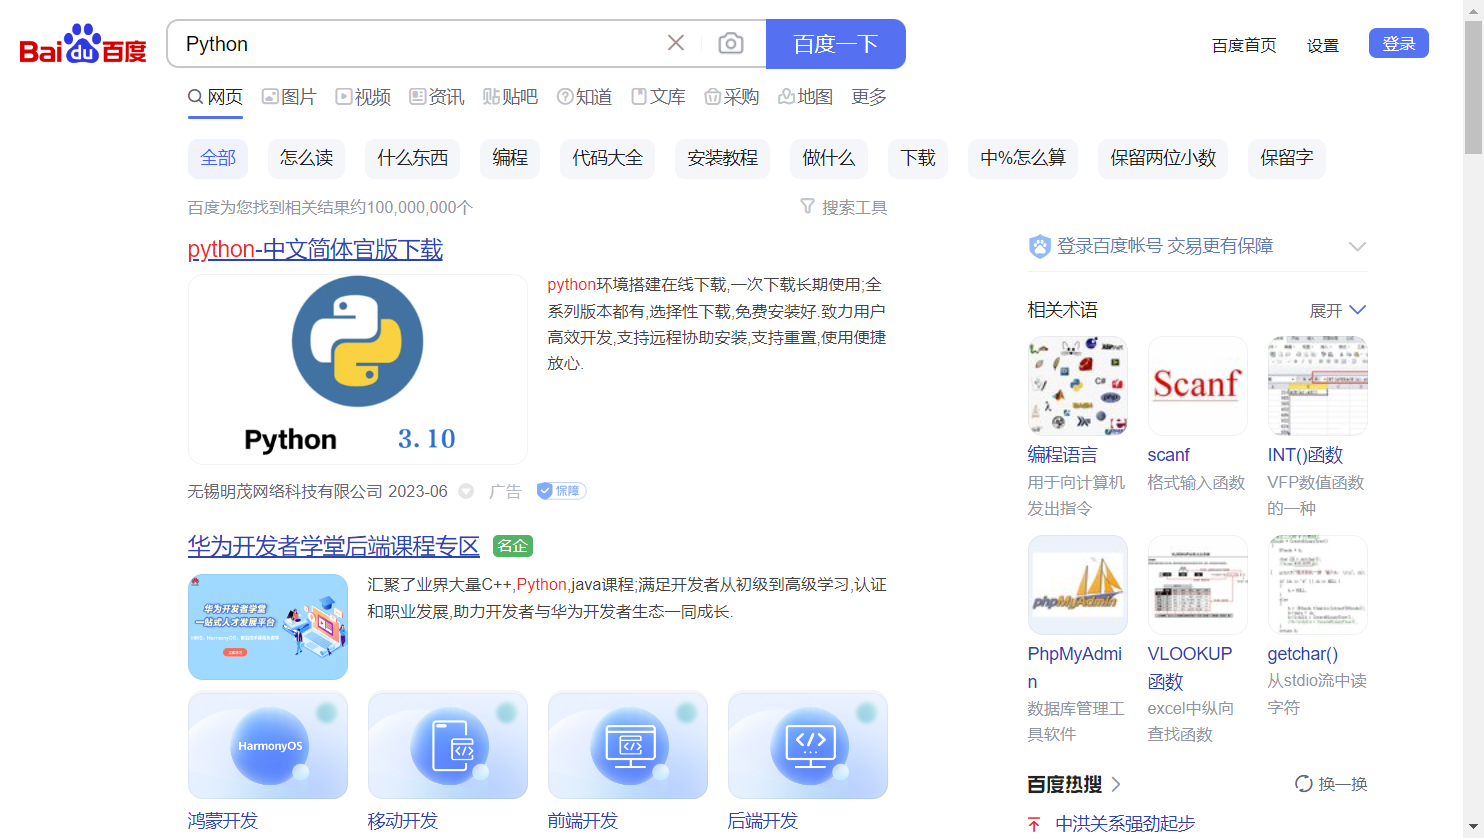 Bai du 百度
Python
百度一下
百度首页 设置 登录
网页 图片 视频 资讯 贴吧 知道 文库 采购 地图 更多
全部 怎么读 什么东西 编程 代码大全 安装教程 做什么 下载 中%怎么算 保留两位小数 保留字
百度为您找到相关结果约100,000,000个 搜索工具
python-中文简体官版下载
Python 3.10
python环境搭建在线下载,一次下载长期使用;全
系列版本都有,选择性下载,免费安装好.致力用户
高效开发,支持远程协助安装,支持重置,使用便捷
放心.
无锡明茂网络科技有限公司 2023-06 广告 保障
华为开发者学堂后端课程专区 名企
华为开发者学堂
一站式人才发展平台
汇聚了业界大量C++,Python,java课程;满足开发者从初级到高级学习,认证
和职业发展,助力开发者与华为开发者生态一同成长.
HarmonyOS
鸿蒙开发 移动开发 前端开发 后端开发
登录百度帐号 交易更有保障
相关术语 展开
Scanf
编程语言
用于向计算机
发出指令
scanf
格式输入函数
INT()函数
VFP数值函数
的一种
phpMyAdmin
PhpMyAdmi
n
数据库管理工
具软件
VLOOKUP
函数
excel中纵向
查找函数
getchar()
从stdio流中读
字符
百度热搜 换一换
中洪关系强劲起步